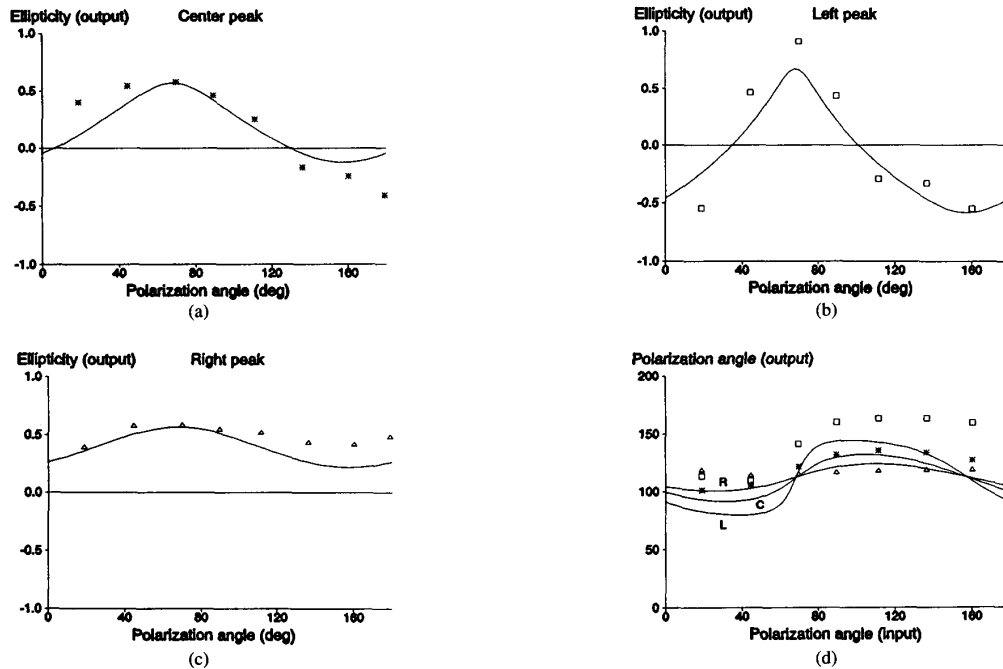 Ellipticity (output) Center peak
1.0
0.5
0.0
-0.5
-1.0
0 40 80 120 160
Polarization angle (deg)
(a)
Ellipticity (output) Left peak
1.0
0.5
0.0
-0.5
-1.0
0 40 80 120 160
Polarization angle (deg)
(b)
Ellipticity (output) Right peak
1.0
0.5
0.0
-0.5
-1.0
0 40 80 120 160
Polarization angle (deg)
(c)
Polarization angle (output)
200
150
100
50
0
R
C
L
0 40 80 120 160
Polarization angle (input)
(d)